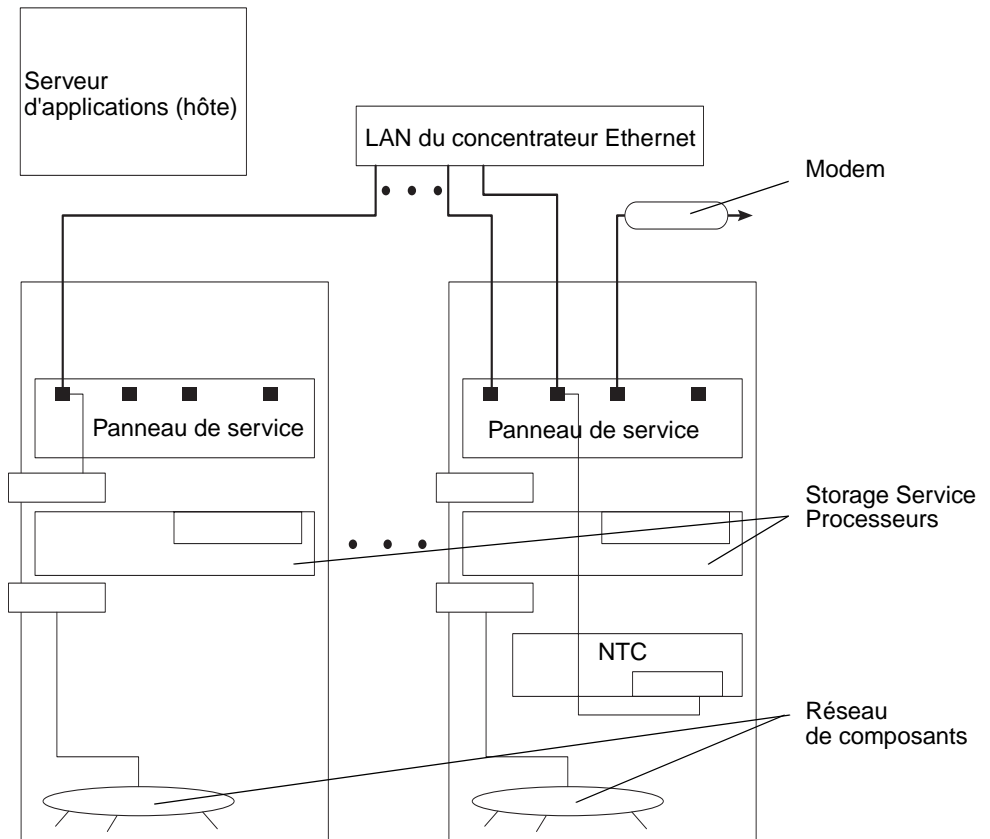 Serveur
d'applications (hôte)
LAN du concentrateur Ethernet
Modem
Panneau de service
Panneau de service
Storage Service
Processeurs
NTC
Réseau
de composants